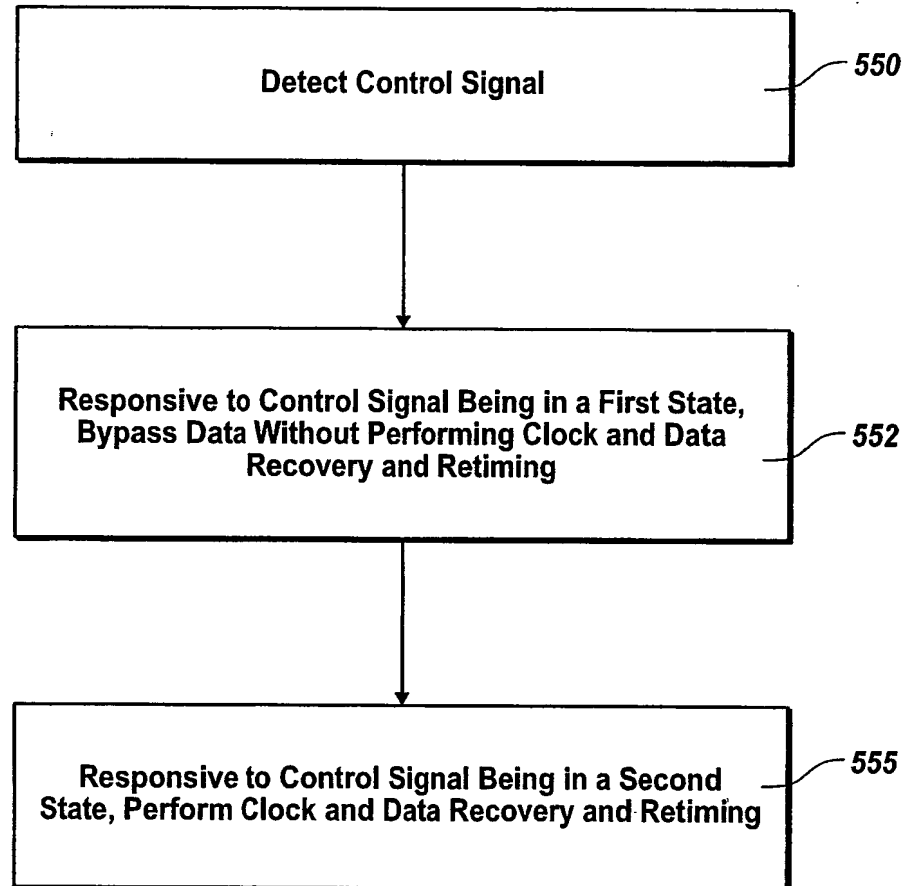 Detect Control Signal
550
Responsive to Control Signal Being in a First State,
Bypass Data Without Performing Clock and Data
Recovery and Retiming
552
Responsive to Control Signal Being in a Second
State, Perform Clock and Data Recovery and Retiming
555